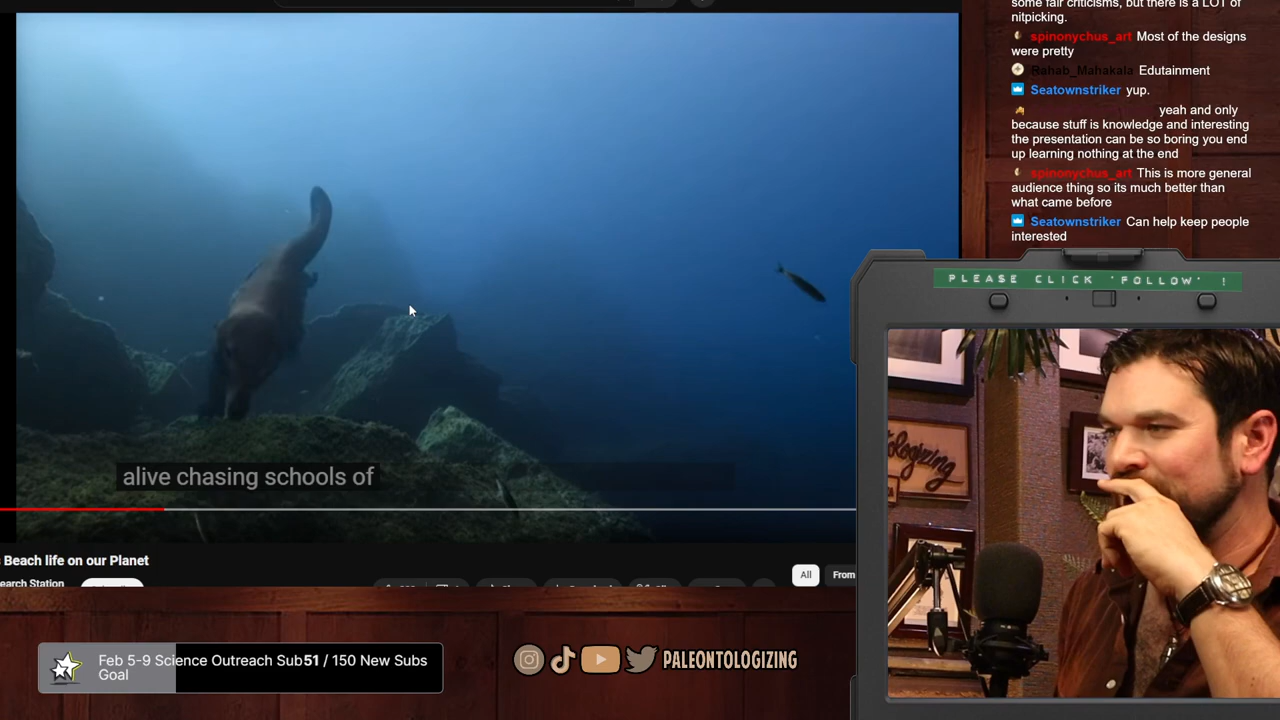 some fair criticisms, but there is a LOT of
nitpicking.
spinonychus_art Most of the designs
were pretty
Rahab_Mahakala Edutainment
Seatownstriker yup.
yeah and only
because stuff is knowledge and interesting
the presentation can be so boring you end
up learning nothing at the end
spinonychus_art This is more general
audience thing so its much better than
what came before
Seatownstriker Can help keep people
interested
PLEASE CLICK 'FOLLOW' !
alive chasing schools of
Beach life on our Planet
earch Station
All
From
ologizing
Feb 5-9 Science Outreach Sub 51 / 150 New Subs
Goal
PALEONTOLOGIZING